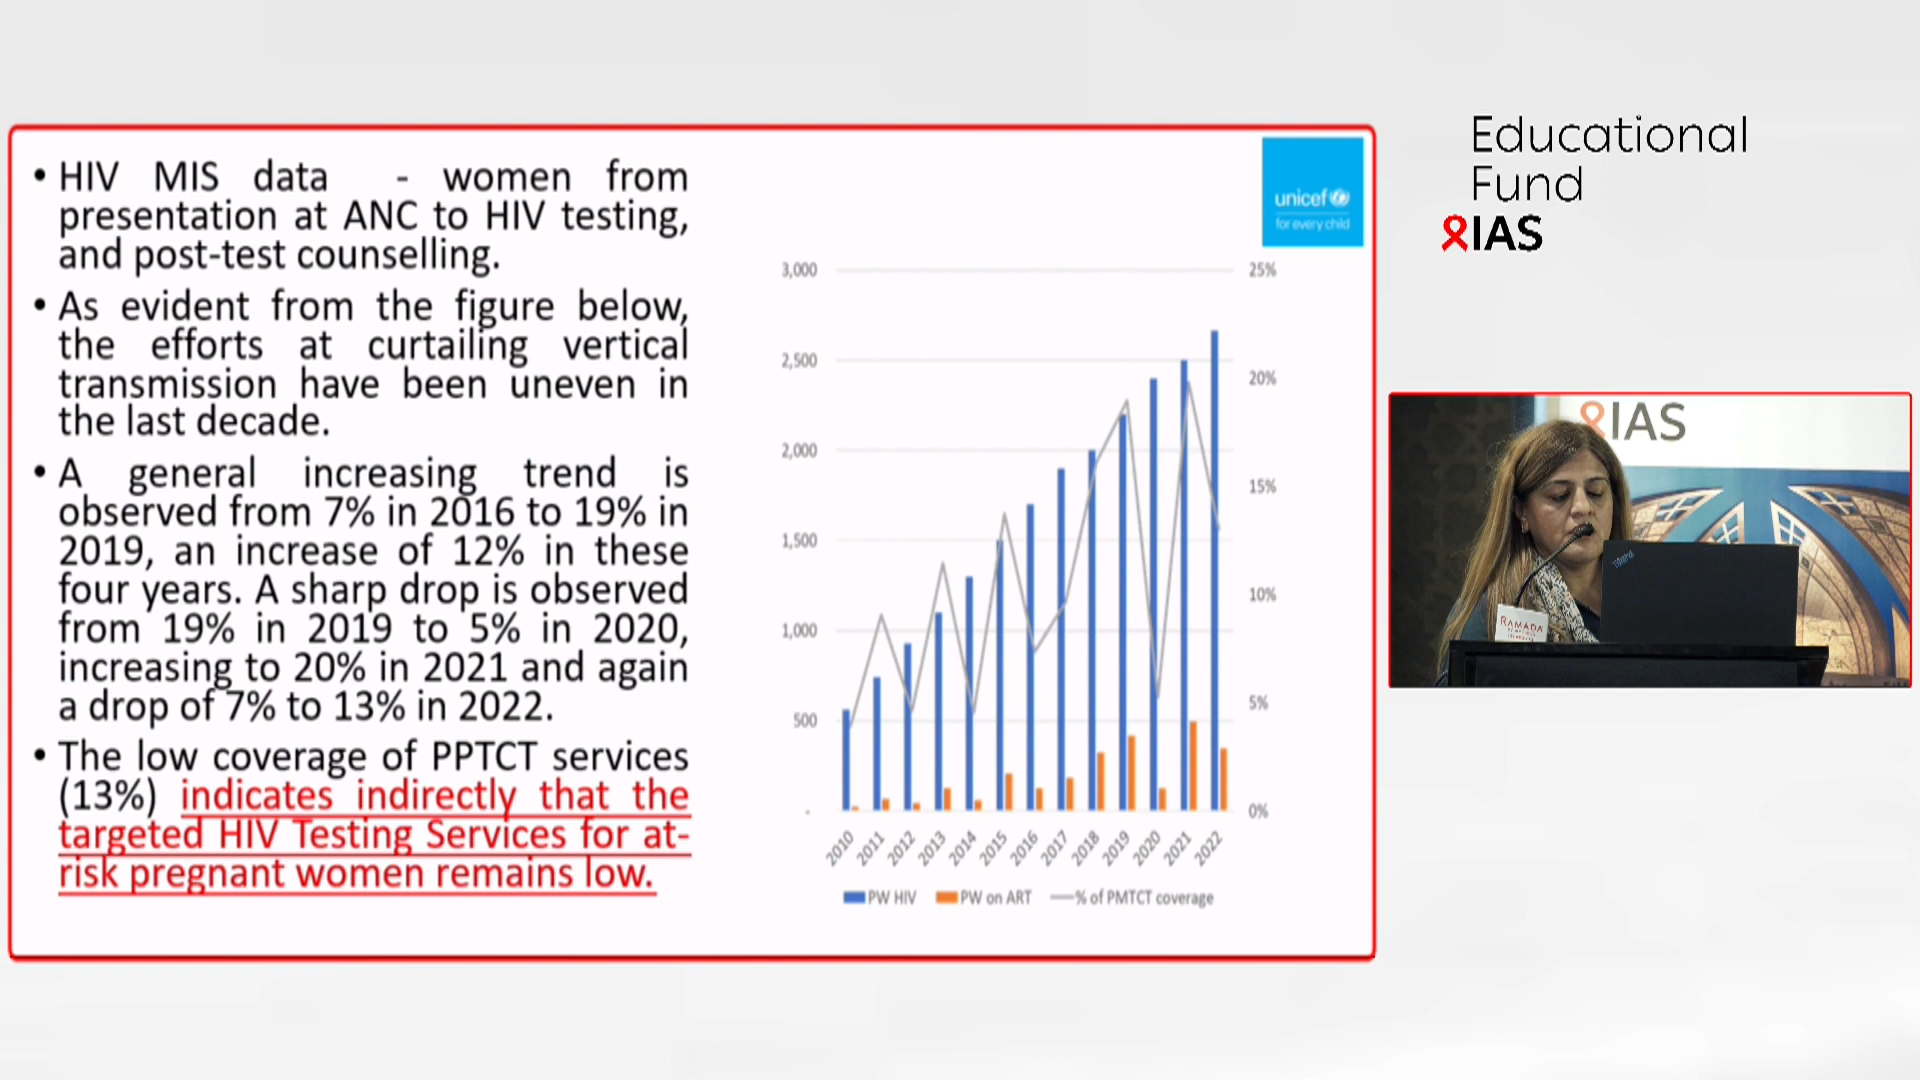 • HIV MIS data - women from
presentation at ANC to HIV testing,
and post-test counselling.
• As evident from the figure below,
the efforts at curtailing vertical
transmission have been uneven in
the last decade.
• A general increasing trend is
observed from 7% in 2016 to 19% in
2019, an increase of 12% in these
four years. A sharp drop is observed
from 19% in 2019 to 5% in 2020,
increasing to 20% in 2021 and again
a drop of 7% to 13% in 2022.
• The low coverage of PPTCT services
(13%) indicates indirectly that the
targeted HIV Testing Services for at-
risk pregnant women remains low.
unicef
for every child
3,000
2,500
2,000
1,500
1,000
500
-
25%
20%
15%
10%
5%
0%
2010 2011 2012 2013 2014 2015 2016 2017 2018 2019 2020 2021 2022
PW HIV PW on ART % of PMTCT coverage
Educational
Fund
IAS
IAS
ThinkPad
RAMADA